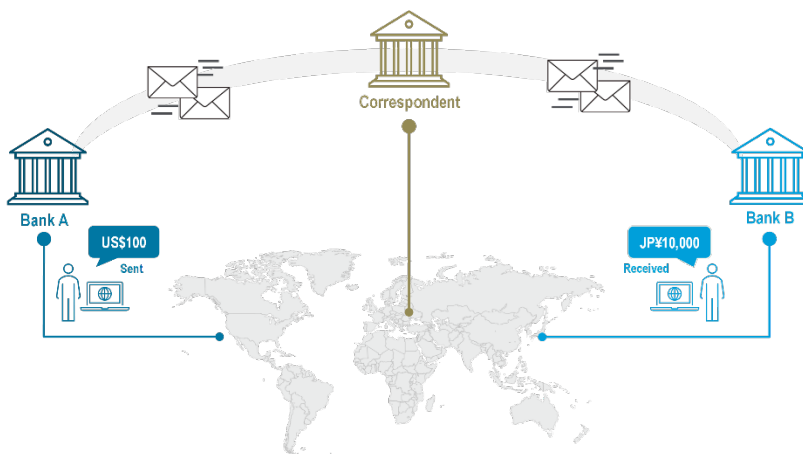 Correspondent
Bank A
Bank B
US$100
Sent
JP¥10,000
Received